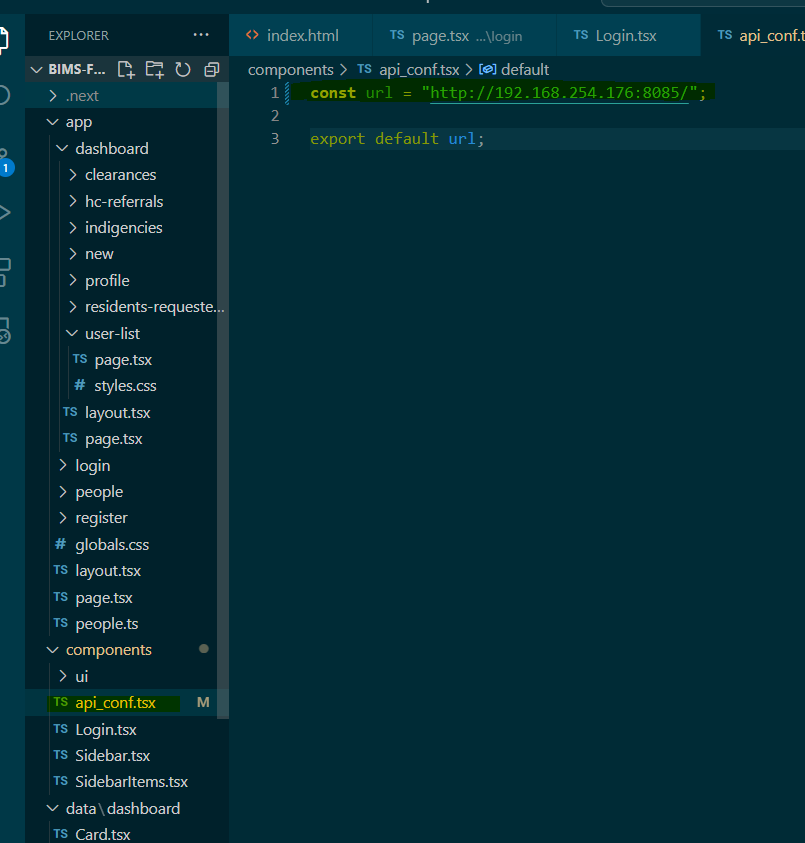 EXPLORER ...
BIMS-F...
.next
app
dashboard
clearances
hc-referrals
indigencies
new
profile
residents-requeste...
user-list
TS page.tsx
# styles.css
TS layout.tsx
TS page.tsx
login
people
register
# globals.css
TS layout.tsx
TS page.tsx
TS people.ts
components
ui
TS api_conf.tsx M
TS Login.tsx
TS Sidebar.tsx
TS SidebarItems.tsx
data\dashboard
TS Card.tsx
1
<> index.html TS page.tsx ...\login TS Login.tsx TS api_conf.t
components > TS api_conf.tsx > default
1 const url = "http://192.168.254.176:8085/";
2
3 export default url;